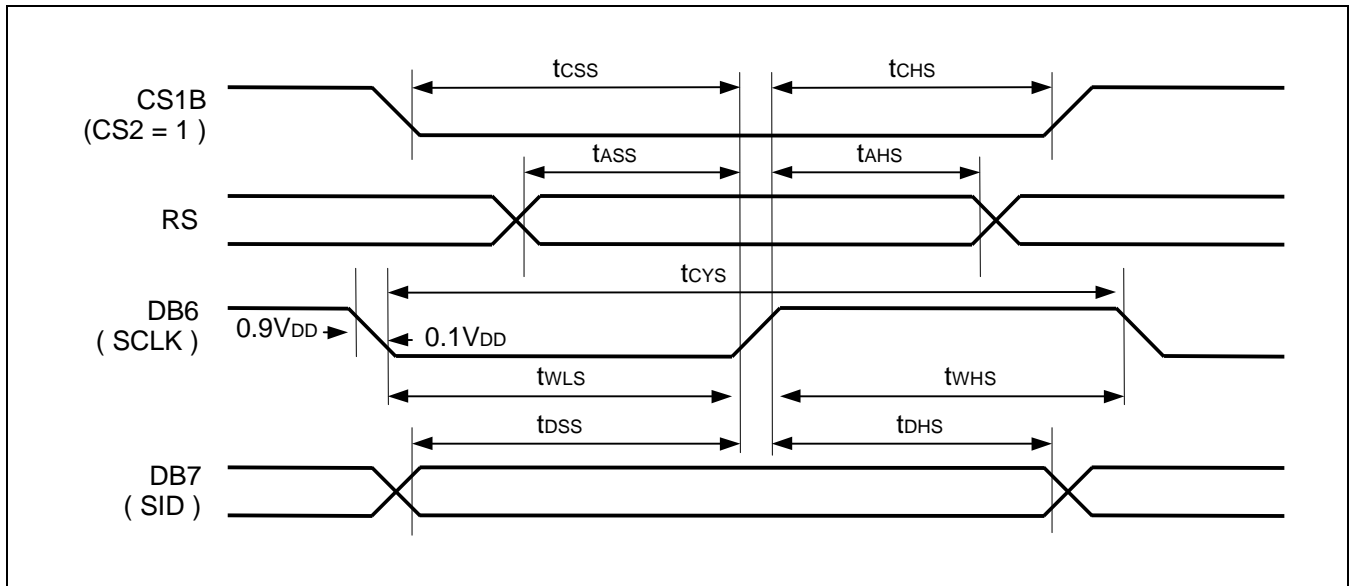 tCSS
tCHS
CS1B
(CS2 = 1 )
tASS
tAHS
RS
tCYS
DB6
( SCLK )
0.9VDD
0.1VDD
tWLS
tWHS
tDSS
tDHS
DB7
( SID )